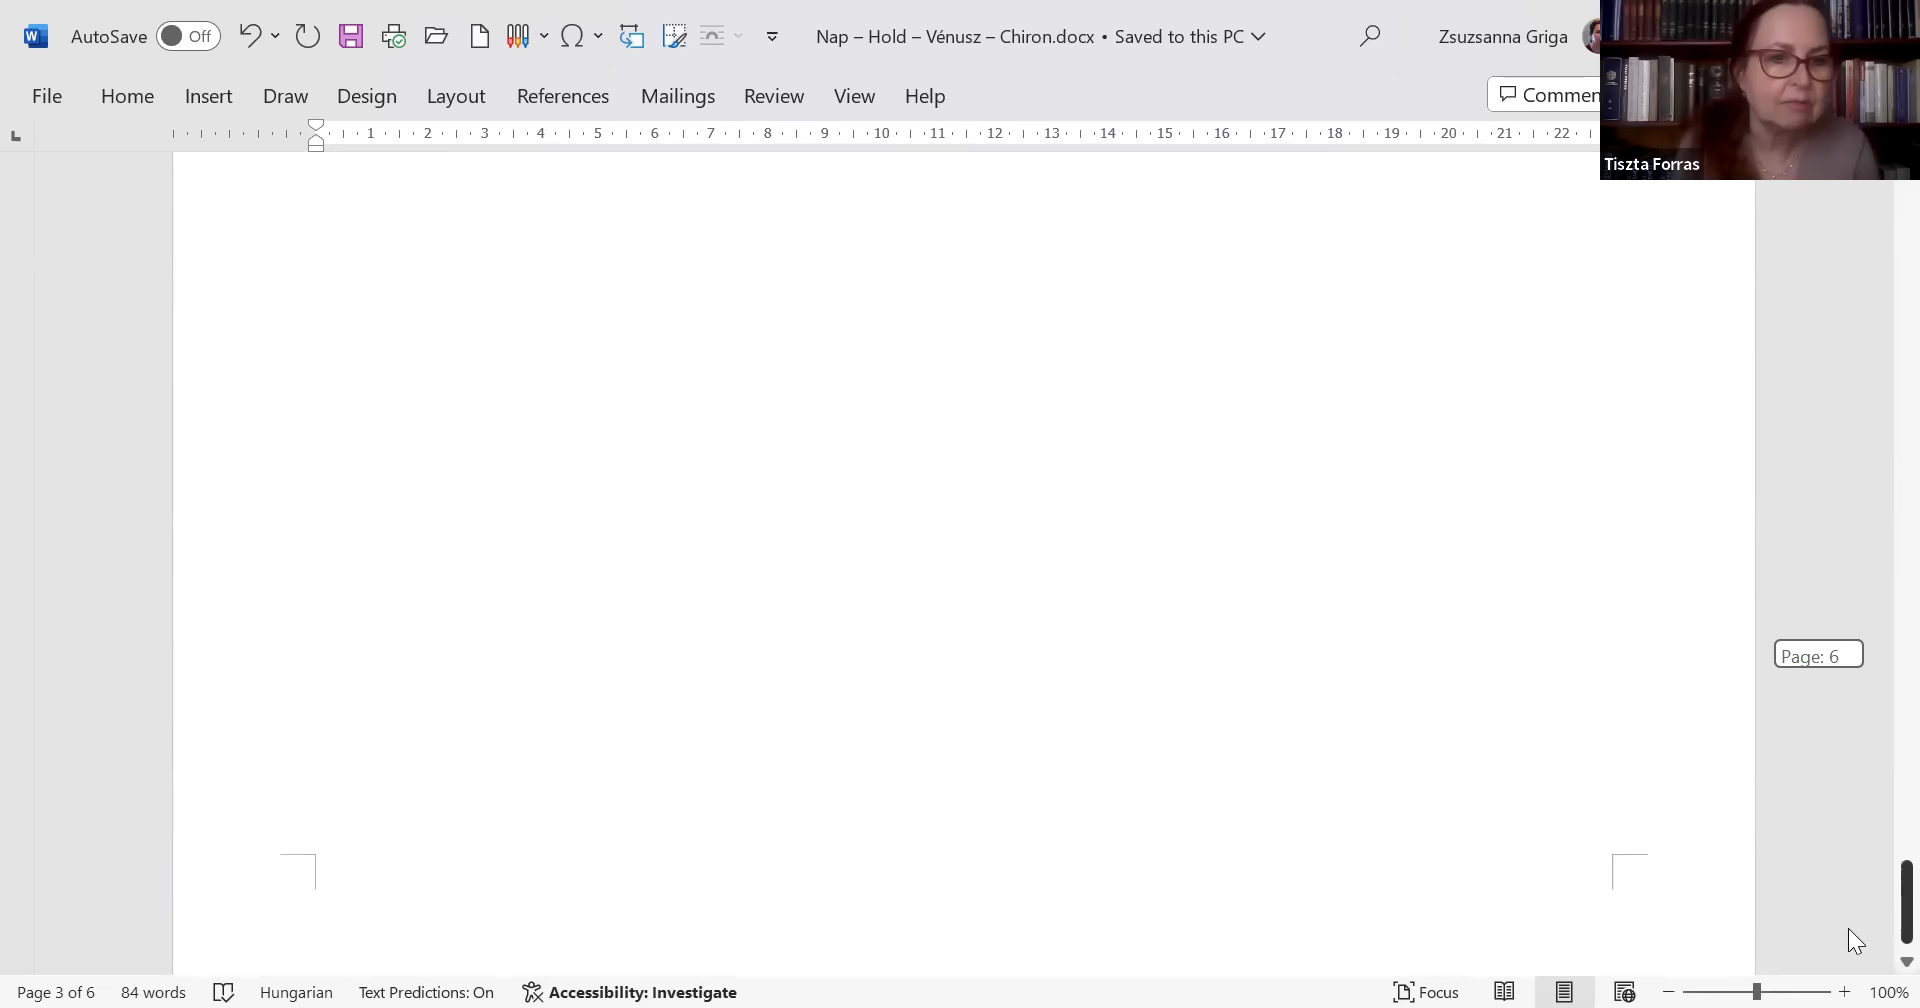 AutoSave Off Nap – Hold – Vénusz – Chiron.docx • Saved to this PC Zsuzsanna Griga
File Home Insert Draw Design Layout References Mailings Review View Help Commen
1 2 3 4 5 6 7 8 9 10 11 12 13 14 15 16 17 18 19 20 21 22
Tiszta Forras
Page: 6
Page 3 of 6 84 words Hungarian Text Predictions: On Accessibility: Investigate Focus 100%